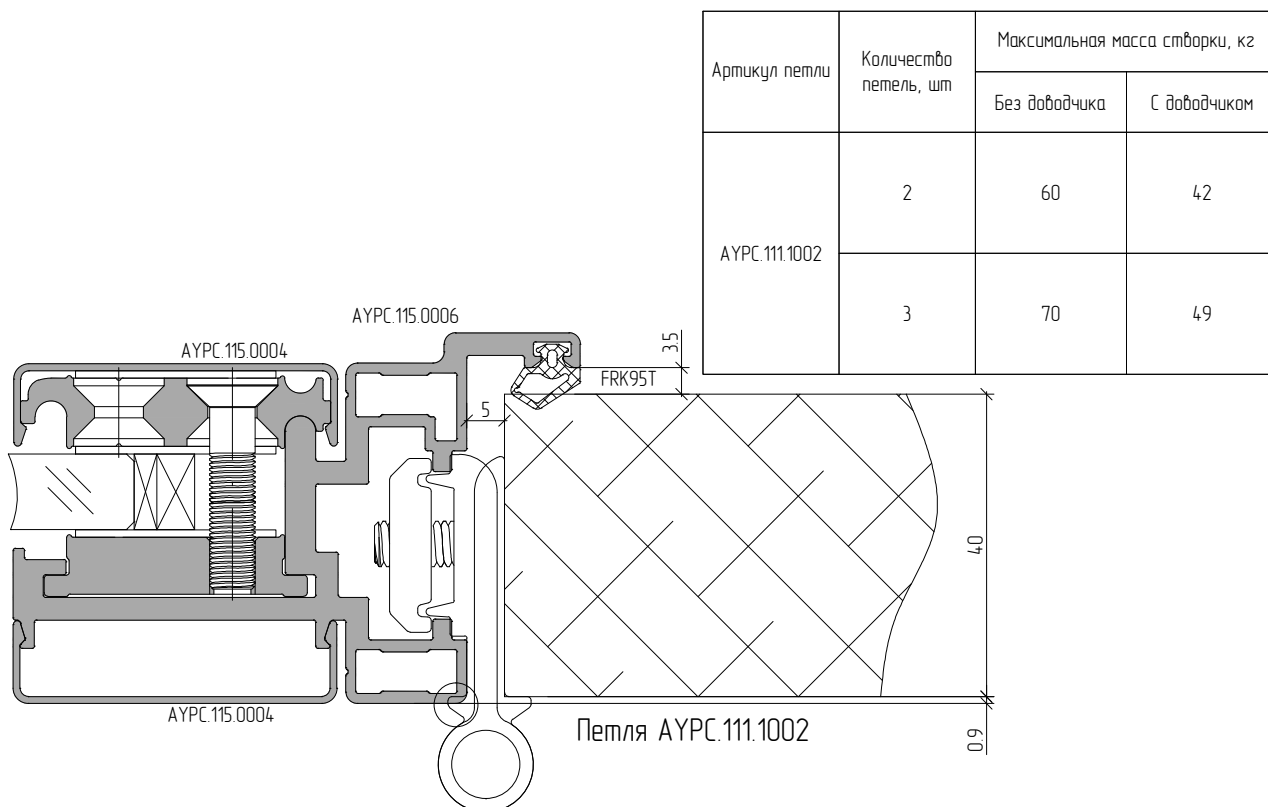 Артикул петли
Количество
петель, шт
Максимальная масса створки, кг
Без доводчика
С доводчиком
AYPC.111.1002
2
60
42
3
70
49
AYPC.115.0006
AYPC.115.0004
3.5
FRK95T
5
40
AYPC.115.0004
Петля AYPC.111.1002
0.9